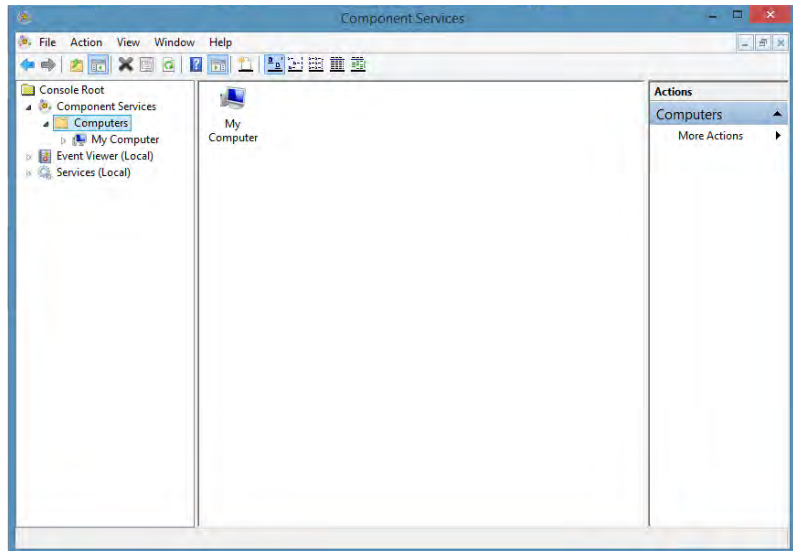 Component Services
File Action View Window Help
Console Root
Component Services
Computers
My Computer
Event Viewer (Local)
Services (Local)
My
Computer
Actions
Computers
More Actions